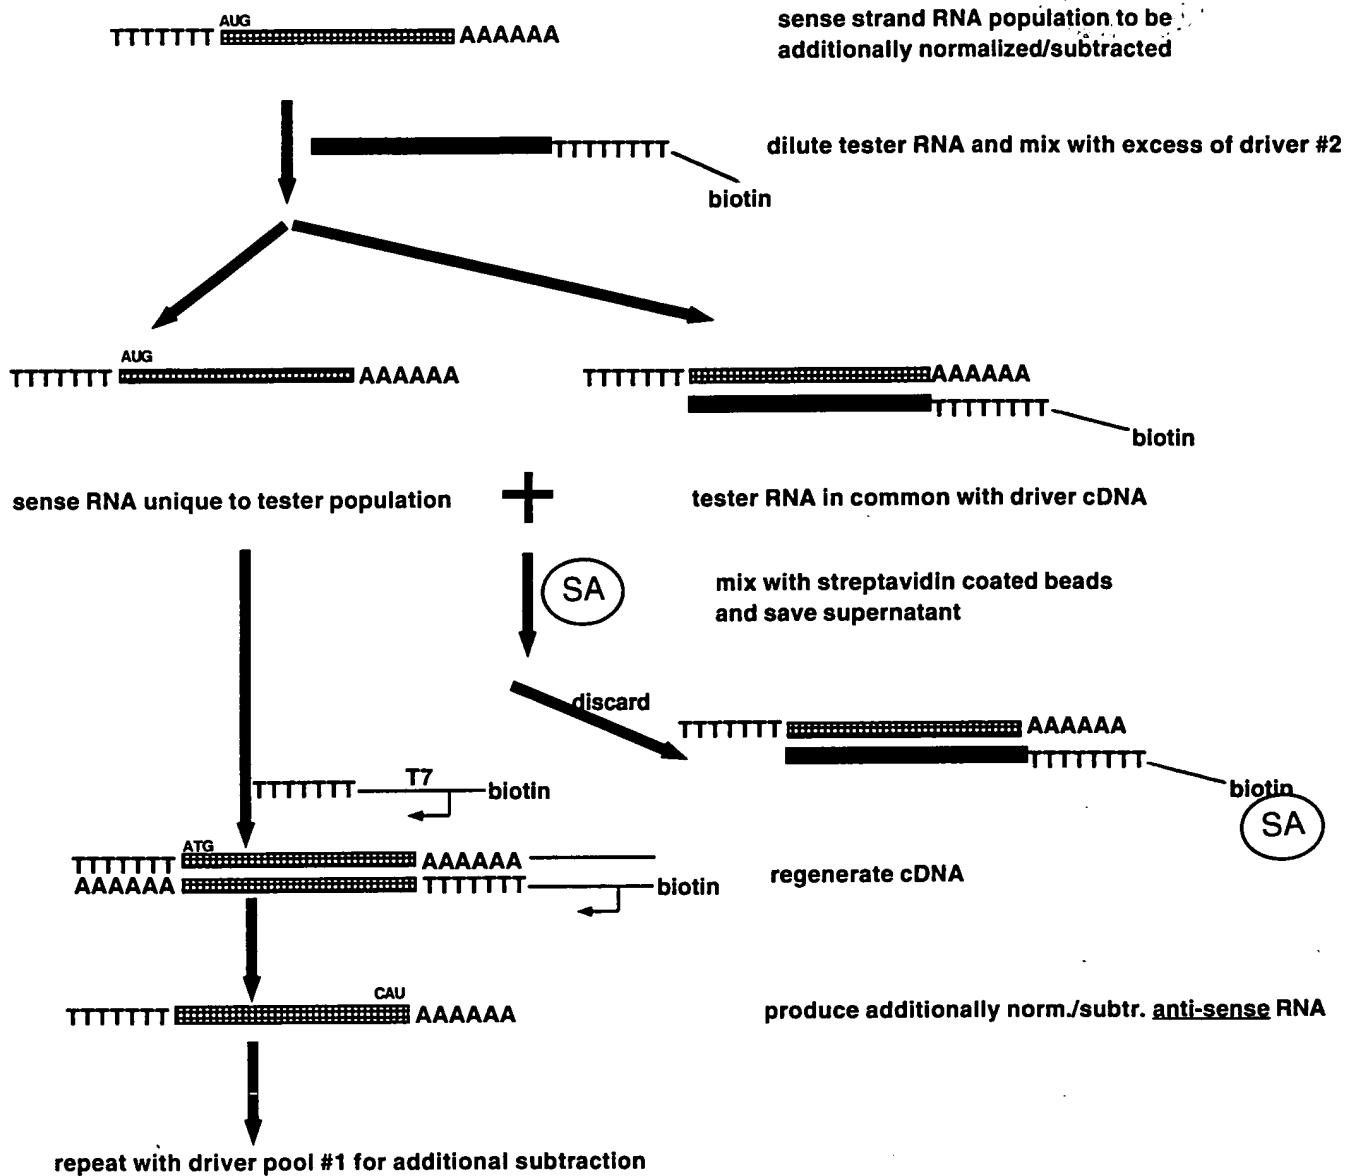 AUG
TTTTTTT AAAAAA
sense strand RNA population to be
additionally normalized/subtracted
TTTTTTTT
biotin
dilute tester RNA and mix with excess of driver #2
AUG
TTTTTTT AAAAAA
TTTTTTT AAAAAA
TTTTTTTT
biotin
sense RNA unique to tester population
+
tester RNA in common with driver cDNA
SA
mix with streptavidin coated beads
and save supernatant
discard
TTTTTTT AAAAAA
TTTTTTTT
biotin
SA
TTTTTTT T7 biotin
ATG
TTTTTTT AAAAAA
AAAAAA TTTTTTT biotin
regenerate cDNA
CAU
TTTTTTT AAAAAA
produce additionally norm./subtr. anti-sense RNA
repeat with driver pool #1 for additional subtraction